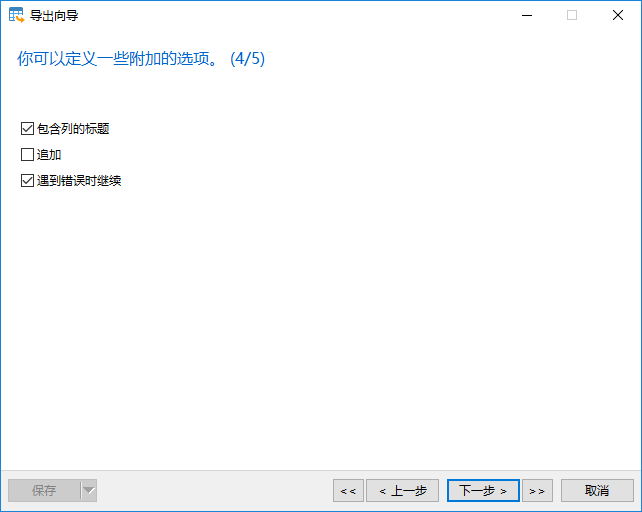 导出向导
你可以定义一些附加的选项。 (4/5)
包含列的标题
追加
遇到错误时继续
保存
<< < 上一步 下一步 > >> 取消